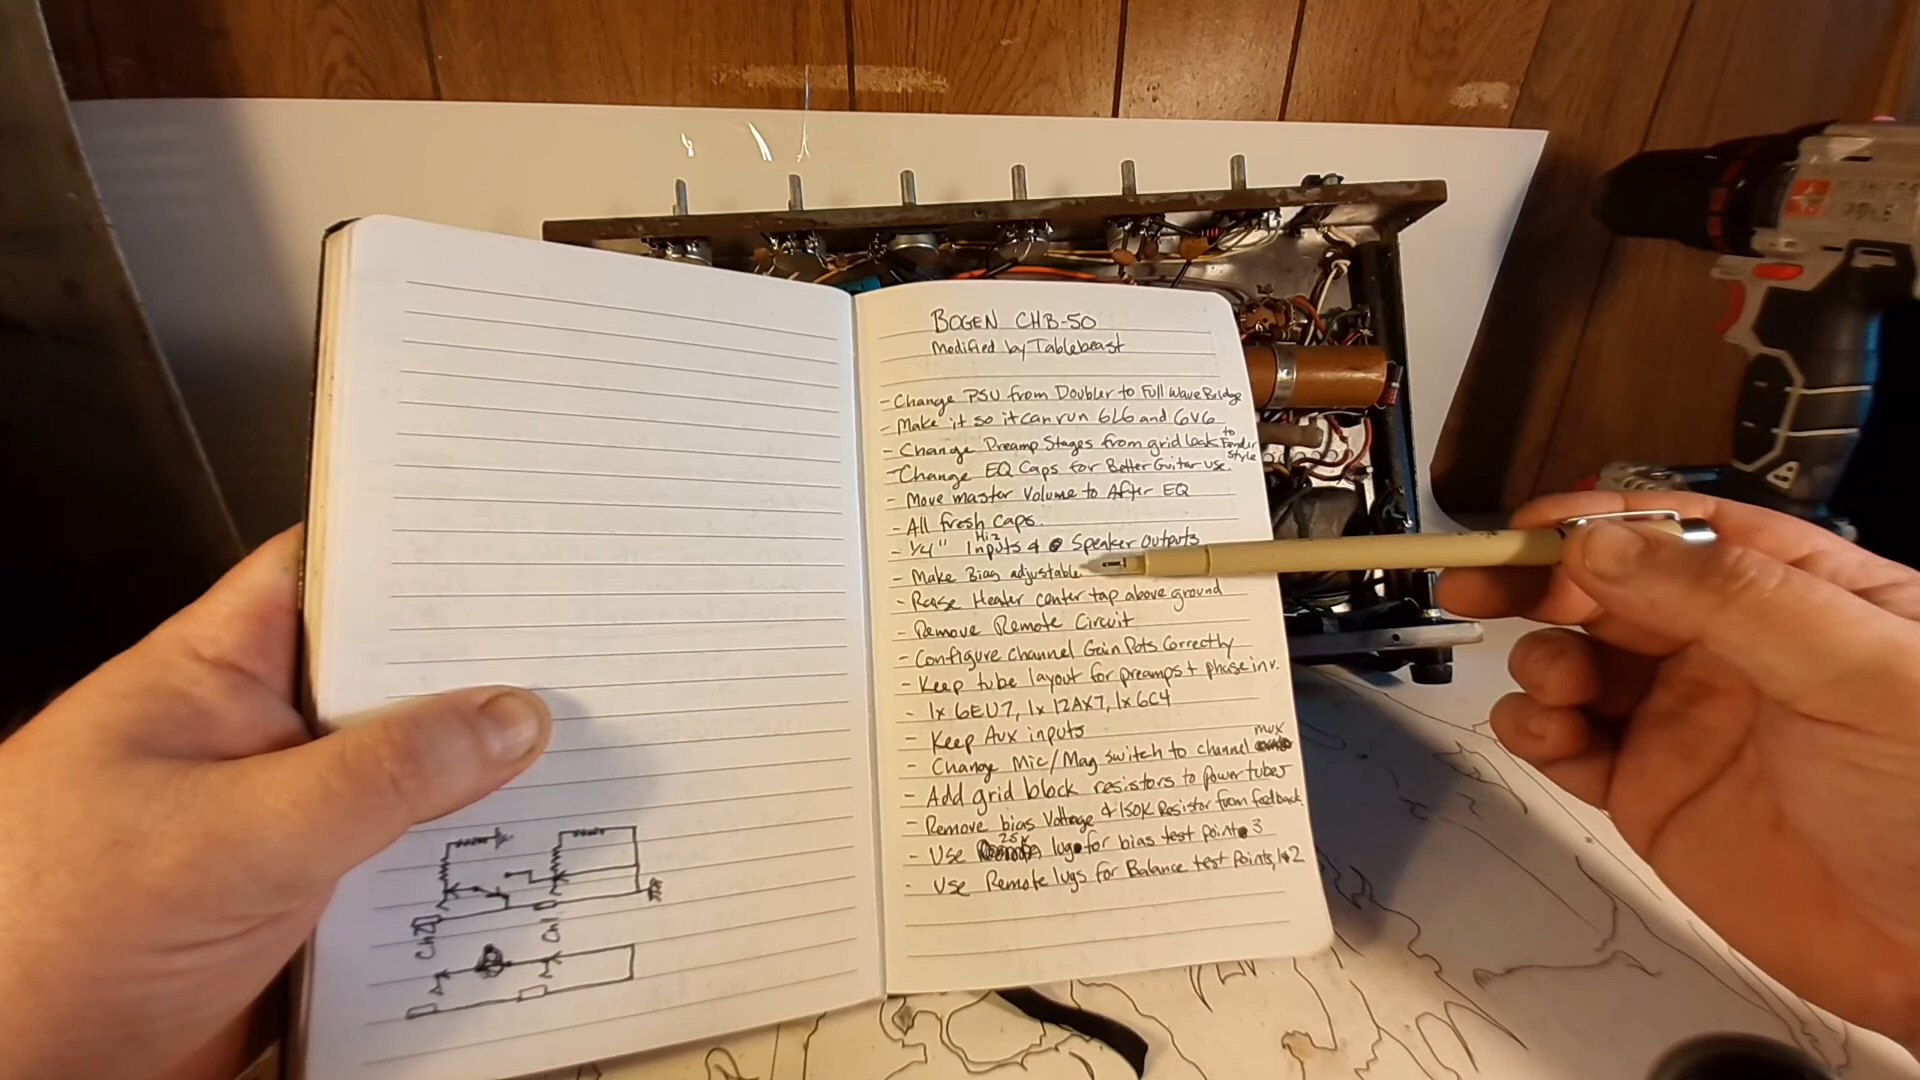 BOGEN CHB-50
Modified by Tablebeast
- Change PSU from Doubler to Full Wave Bridge
- Make it so it can run 6L6 and 6V6
- Change Preamp Stages from grid leak to Fender Style
- Change EQ Caps for Better Guitar use.
- Move master Volume to After EQ
- All fresh caps.
- 1/4" Hi Z Inputs & Speaker Outputs
- Make Bias adjustable
- Raise Heater center tap above ground
- Remove Remote Circuit
- Configure Channel Gain Pots Correctly
- Keep tube layout for preamps + phase inv.
- 1x 6EU7, 1x 12AX7, 1x 6C4
- Keep Aux inputs
- Change Mic/Mag switch to channel mux
- Add grid block resistors to power tubes
- Remove bias Voltage & 150K Resistor from feedback.
- Use 25V lug for bias test point 3
- Use Remote lugs for Balance test points, 1&2
Ch2
Ch1.